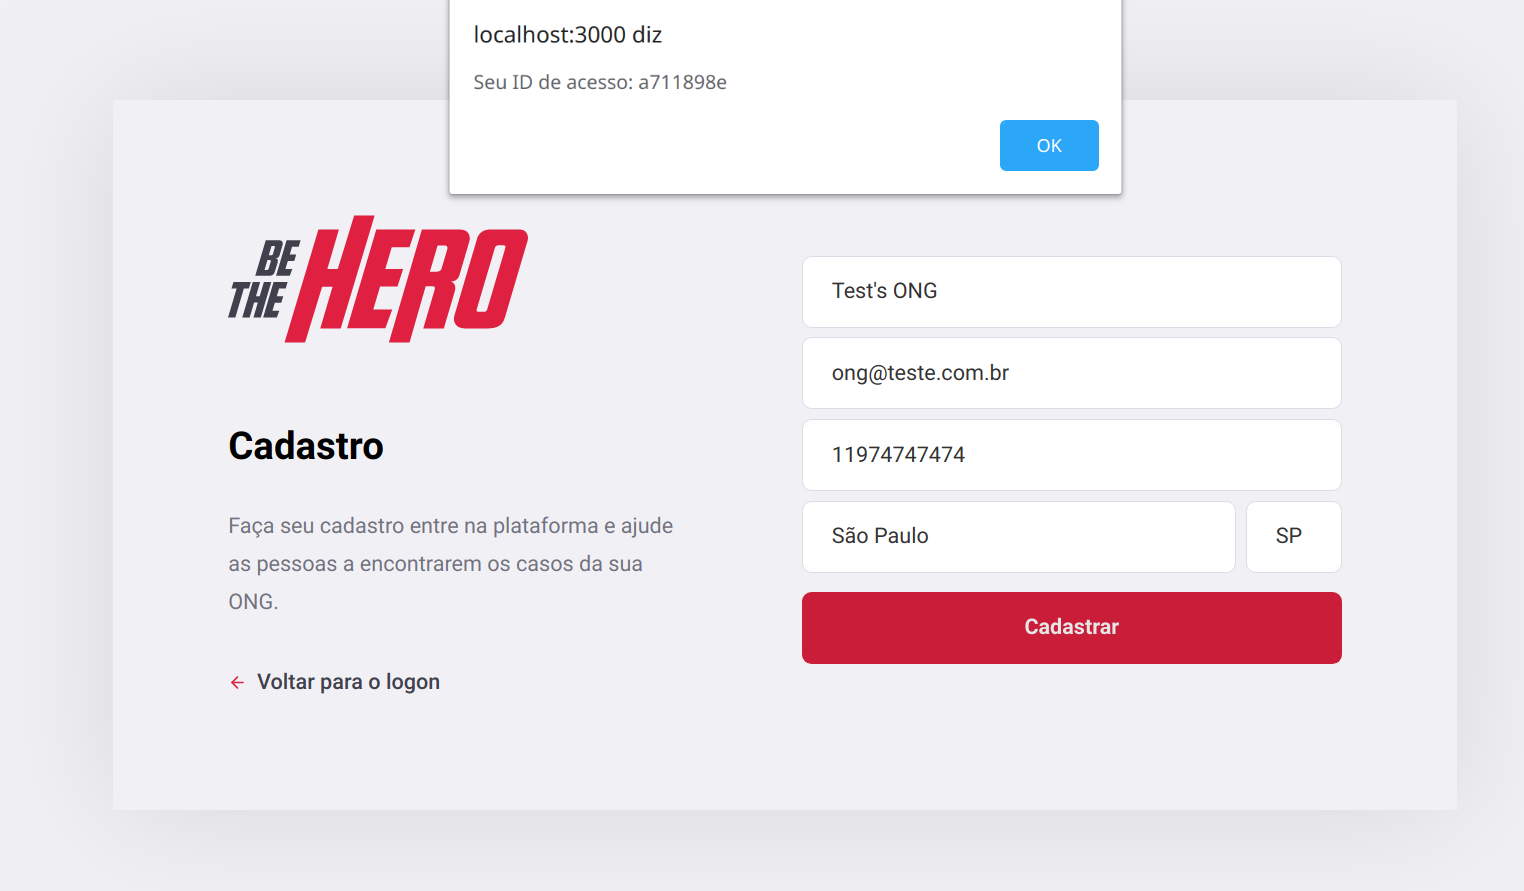 localhost:3000 diz
Seu ID de acesso: a711898e
OK
BE
THE
HERO
Cadastro
Faça seu cadastro entre na plataforma e ajude
as pessoas a encontrarem os casos da sua
ONG.
Voltar para o logon
Test's ONG
ong@teste.com.br
11974747474
São Paulo
SP
Cadastrar